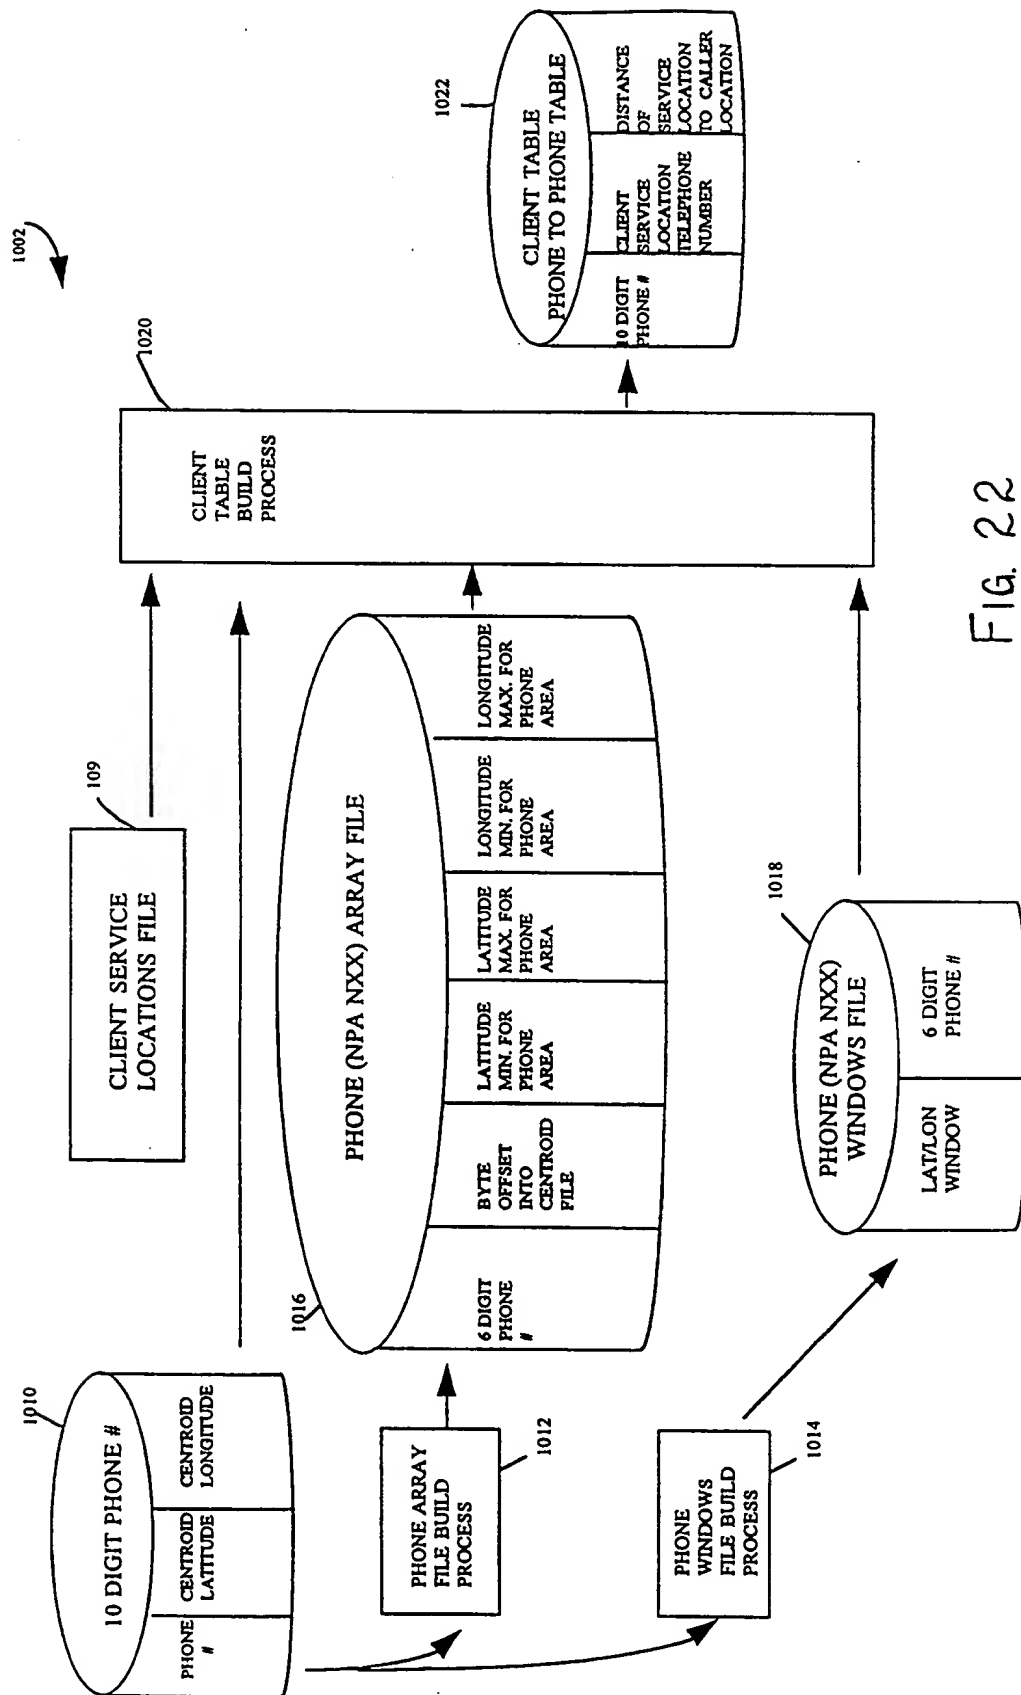 1002
1010
10 DIGIT PHONE #
PHONE
#
CENTROID
LATITUDE
CENTROID
LONGITUDE
109
CLIENT SERVICE
LOCATIONS FILE
1020
CLIENT
TABLE
BUILD
PROCESS
1012
PHONE ARRAY
FILE BUILD
PROCESS
1016
PHONE (NPA NXX) ARRAY FILE
6 DIGIT
PHONE
#
BYTE
OFFSET
INTO
CENTROID
FILE
LATITUDE
MIN. FOR
PHONE
AREA
LATITUDE
MAX. FOR
PHONE
AREA
LONGITUDE
MIN. FOR
PHONE
AREA
LONGITUDE
MAX. FOR
PHONE
AREA
1022
CLIENT TABLE
PHONE TO PHONE TABLE
10 DIGIT
PHONE #
CLIENT
SERVICE
LOCATION
TELEPHONE
NUMBER
DISTANCE
OF
SERVICE
LOCATION
TO CALLER
LOCATION
1014
PHONE
WINDOWS
FILE BUILD
PROCESS
1018
PHONE (NPA NXX)
WINDOWS FILE
LAT/LON
WINDOW
6 DIGIT
PHONE #
FIG. 22